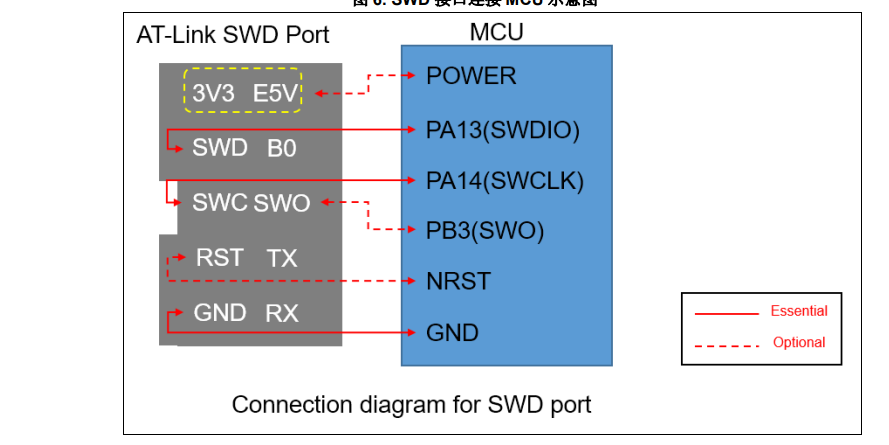 图 6. SWD 接口连接 MCU 示意图
AT-Link SWD Port
MCU
3V3 E5V
POWER
SWD B0
PA13(SWDIO)
PA14(SWCLK)
SWC SWO
PB3(SWO)
RST TX
NRST
GND RX
GND
Essential
Optional
Connection diagram for SWD port